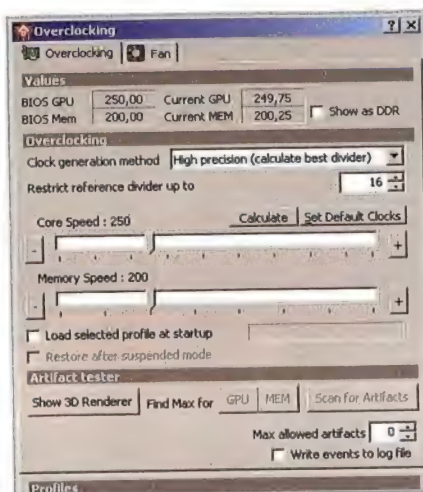 Overclocking
Overclocking Fan
Values
BIOS GPU 250,00 Current GPU 249,75
BIOS Mem 200,00 Current MEM 200,25 Show as DDR
Overclocking
Clock generation method High precision (calculate best divider)
Restrict reference divider up to 16
Core Speed : 250 Calculate Set Default Clocks
- +
Memory Speed : 200
- +
Load selected profile at startup
Restore after suspended mode
Artifact tester
Show 3D Renderer Find Max for GPU MEM Scan for Artifacts
Max allowed artifacts 0
Write events to log file
Profiles